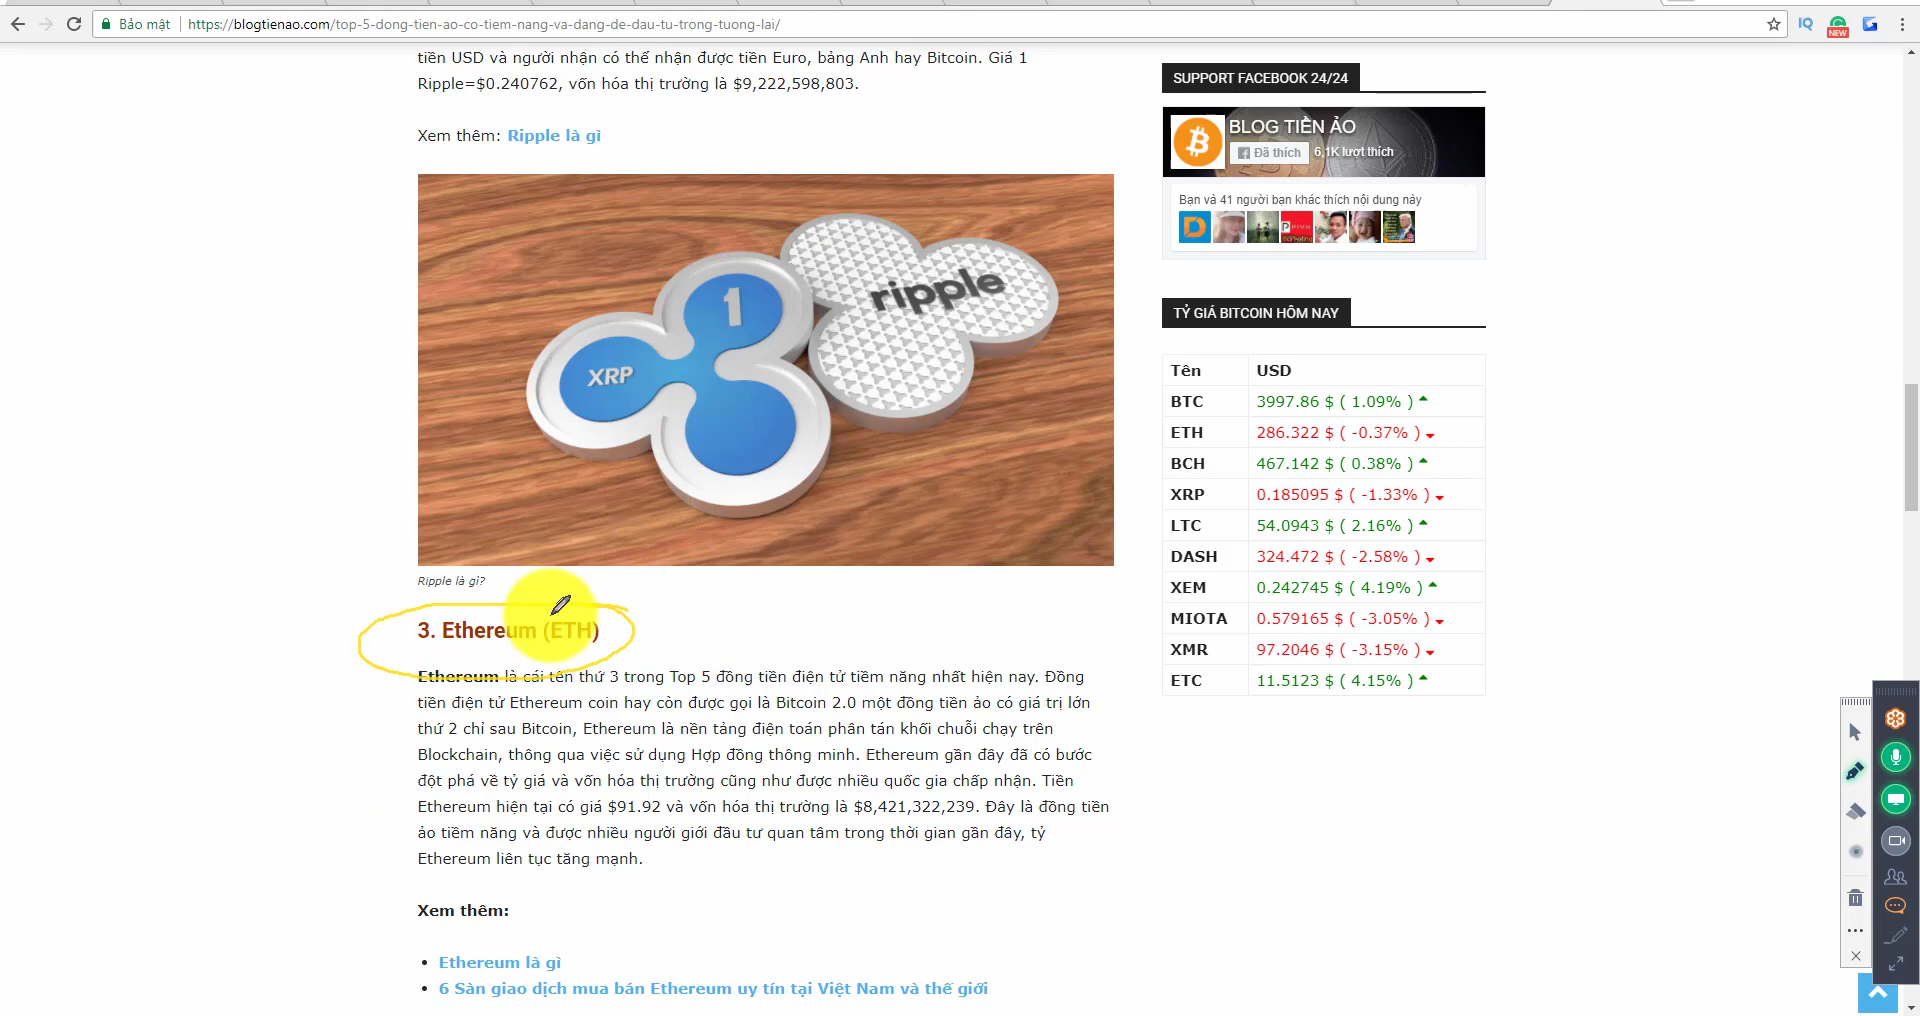 Bảo mật
https://blogtienao.com/top-5-dong-tien-ao-co-tiem-nang-va-dang-de-dau-tu-trong-tuong-lai/
NEW
tiền USD và người nhận có thể nhận được tiền Euro, bảng Anh hay Bitcoin. Giá 1
Ripple=$0.240762, vốn hóa thị trường là $9,222,598,803.
Xem thêm: Ripple là gì
1
XRP
ripple
Ripple là gì?
3. Ethereum (ETH)
Ethereum là cái tên thứ 3 trong Top 5 đồng tiền điện tử tiềm năng nhất hiện nay. Đồng
tiền điện tử Ethereum coin hay còn được gọi là Bitcoin 2.0 một đồng tiền ảo có giá trị lớn
thứ 2 chỉ sau Bitcoin, Ethereum là nền tảng điện toán phân tán khối chuỗi chạy trên
Blockchain, thông qua việc sử dụng Hợp đồng thông minh. Ethereum gần đây đã có bước
đột phá về tỷ giá và vốn hóa thị trường cũng như được nhiều quốc gia chấp nhận. Tiền
Ethereum hiện tại có giá $91.92 và vốn hóa thị trường là $8,421,322,239. Đây là đồng tiền
ảo tiềm năng và được nhiều người giới đầu tư quan tâm trong thời gian gần đây, tỷ
Ethereum liên tục tăng mạnh.
Xem thêm:
Ethereum là gì
6 Sàn giao dịch mua bán Ethereum uy tín tại Việt Nam và thế giới
SUPPORT FACEBOOK 24/24
BLOG TIỀN ẢO
Đã thích
6,1K lượt thích
Bạn và 41 người bạn khác thích nội dung này
TỶ GIÁ BITCOIN HÔM NAY
Tên USD
BTC 3997.86 $ ( 1.09% )
ETH 286.322 $ ( -0.37% )
BCH 467.142 $ ( 0.38% )
XRP 0.185095 $ ( -1.33% )
LTC 54.0943 $ ( 2.16% )
DASH 324.472 $ ( -2.58% )
XEM 0.242745 $ ( 4.19% )
MIOTA 0.579165 $ ( -3.05% )
XMR 97.2046 $ ( -3.15% )
ETC 11.5123 $ ( 4.15% )